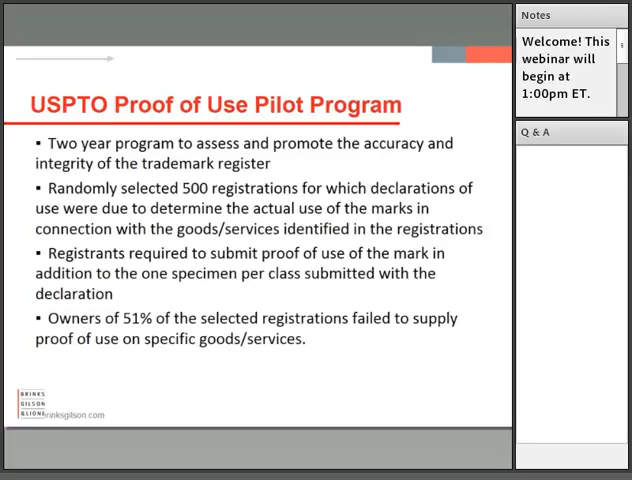 USPTO Proof of Use Pilot Program
▪ Two year program to assess and promote the accuracy and
integrity of the trademark register
▪ Randomly selected 500 registrations for which declarations of
use were due to determine the actual use of the marks in
connection with the goods/services identified in the registrations
▪ Registrants required to submit proof of use of the mark in
addition to the one specimen per class submitted with the
declaration
▪ Owners of 51% of the selected registrations failed to supply
proof of use on specific goods/services.
BRINKS
GILSON
&LIONE
brinksgilson.com
Notes
Welcome! This
webinar will
begin at
1:00pm ET.
Q & A